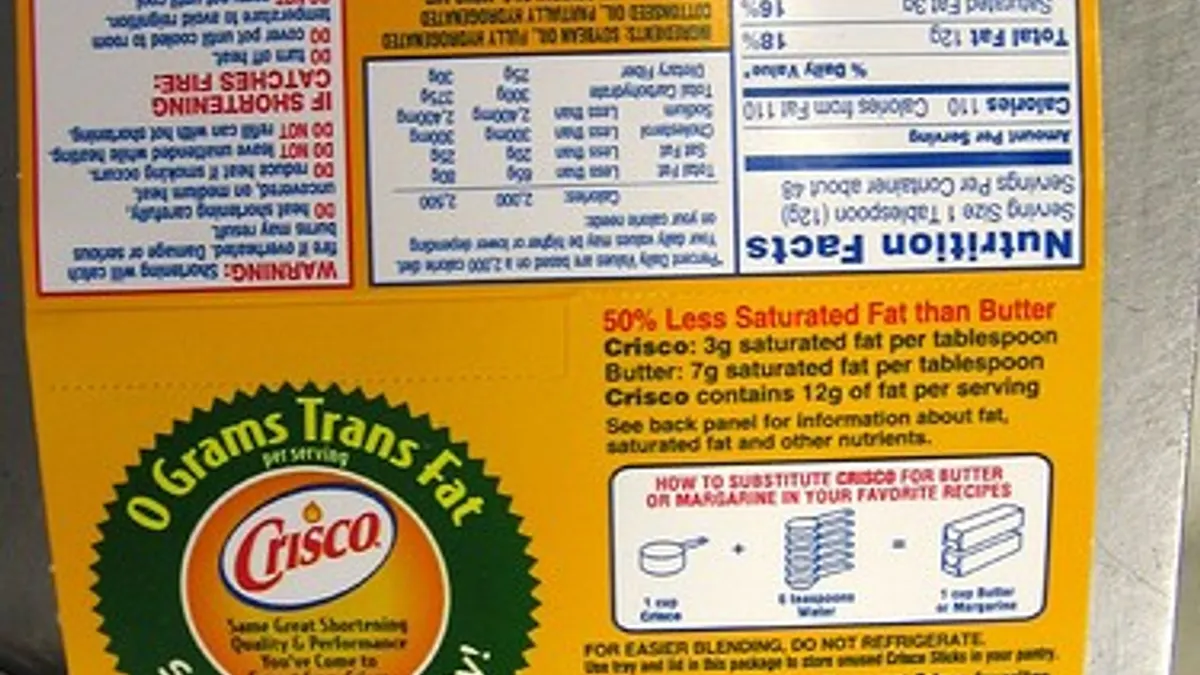 Nutrition Facts
Serving Size 1 Tablespoon (12g)
Servings Per Container about 48
Amount Per Serving
Calories 110 Calories from Fat 110
% Daily Value*
Total Fat 12g 18%
Saturated Fat 3g 16%
*Percent Daily Values are based on a 2,000 calorie diet.
Your daily values may be higher or lower depending
on your calorie needs:
Calories: 2,000 2,500
Total Fat Less than 65g 80g
Sat Fat Less than 20g 25g
Cholesterol Less than 300mg 300mg
Sodium Less than 2,400mg 2,400mg
Total Carbohydrate 300g 375g
Dietary Fiber 25g 30g
INGREDIENTS: SOYBEAN OIL, FULLY HYDROGENATED
COTTONSEED OIL, PARTIALLY HYDROGENATED
WARNING: Shortening will catch
fire if overheated. Damage or serious
burns may result.
DO heat shortening carefully,
uncovered, on medium heat.
DO reduce heat if smoking occurs.
DO NOT leave unattended while heating.
DO NOT refill can with hot shortening.
IF SHORTENING
CATCHES FIRE:
DO turn off heat.
DO cover pot until cooled to room
temperature to avoid reignition.
50% Less Saturated Fat than Butter
Crisco: 3g saturated fat per tablespoon
Butter: 7g saturated fat per tablespoon
Crisco contains 12g of fat per serving
See back panel for information about fat,
saturated fat and other nutrients.
0 Grams Trans Fat
per serving
Crisco
Same Great Shortening
Quality & Performance
You've Come to
HOW TO SUBSTITUTE CRISCO FOR BUTTER
OR MARGARINE IN YOUR FAVORITE RECIPES
+ =
1 cup
Crisco
6 teaspoons
Water
1 cup Butter
or Margarine
FOR EASIER BLENDING, DO NOT REFRIGERATE.
Use tray and lid in this package to store unused Crisco Sticks in your pantry.